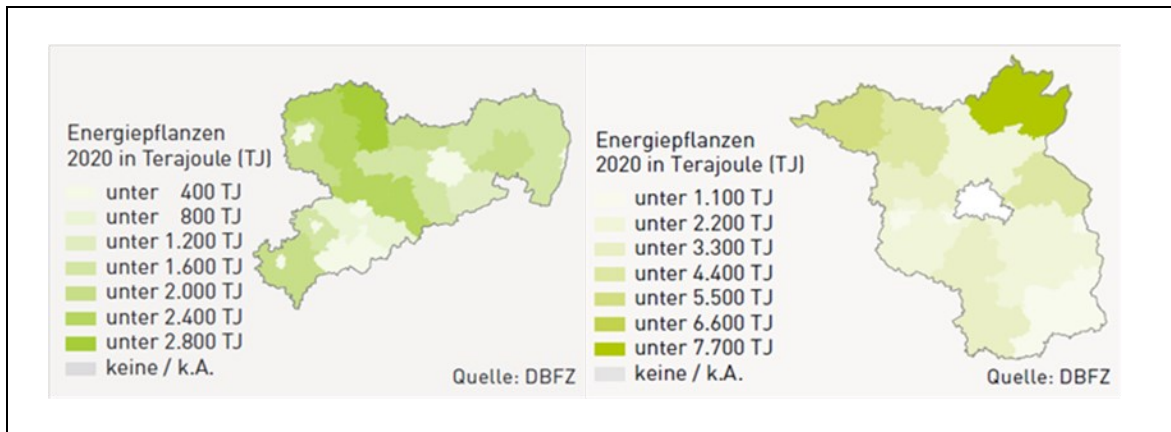 Energiepflanzen
2020 in Terajoule (TJ)
unter 400 TJ
unter 800 TJ
unter 1.200 TJ
unter 1.600 TJ
unter 2.000 TJ
unter 2.400 TJ
unter 2.800 TJ
keine / k.A.
Quelle: DBFZ
Energiepflanzen
2020 in Terajoule (TJ)
unter 1.100 TJ
unter 2.200 TJ
unter 3.300 TJ
unter 4.400 TJ
unter 5.500 TJ
unter 6.600 TJ
unter 7.700 TJ
keine / k.A.
Quelle: DBFZ